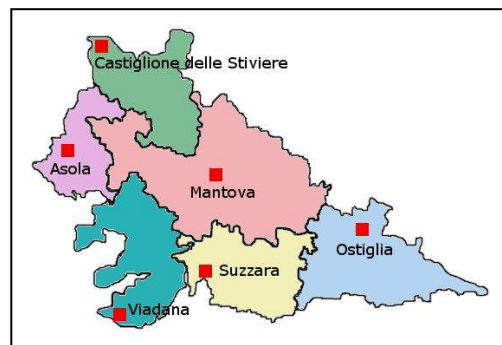 Castiglione delle Stiviere
Asola
Mantova
Ostiglia
Suzzara
Viadana